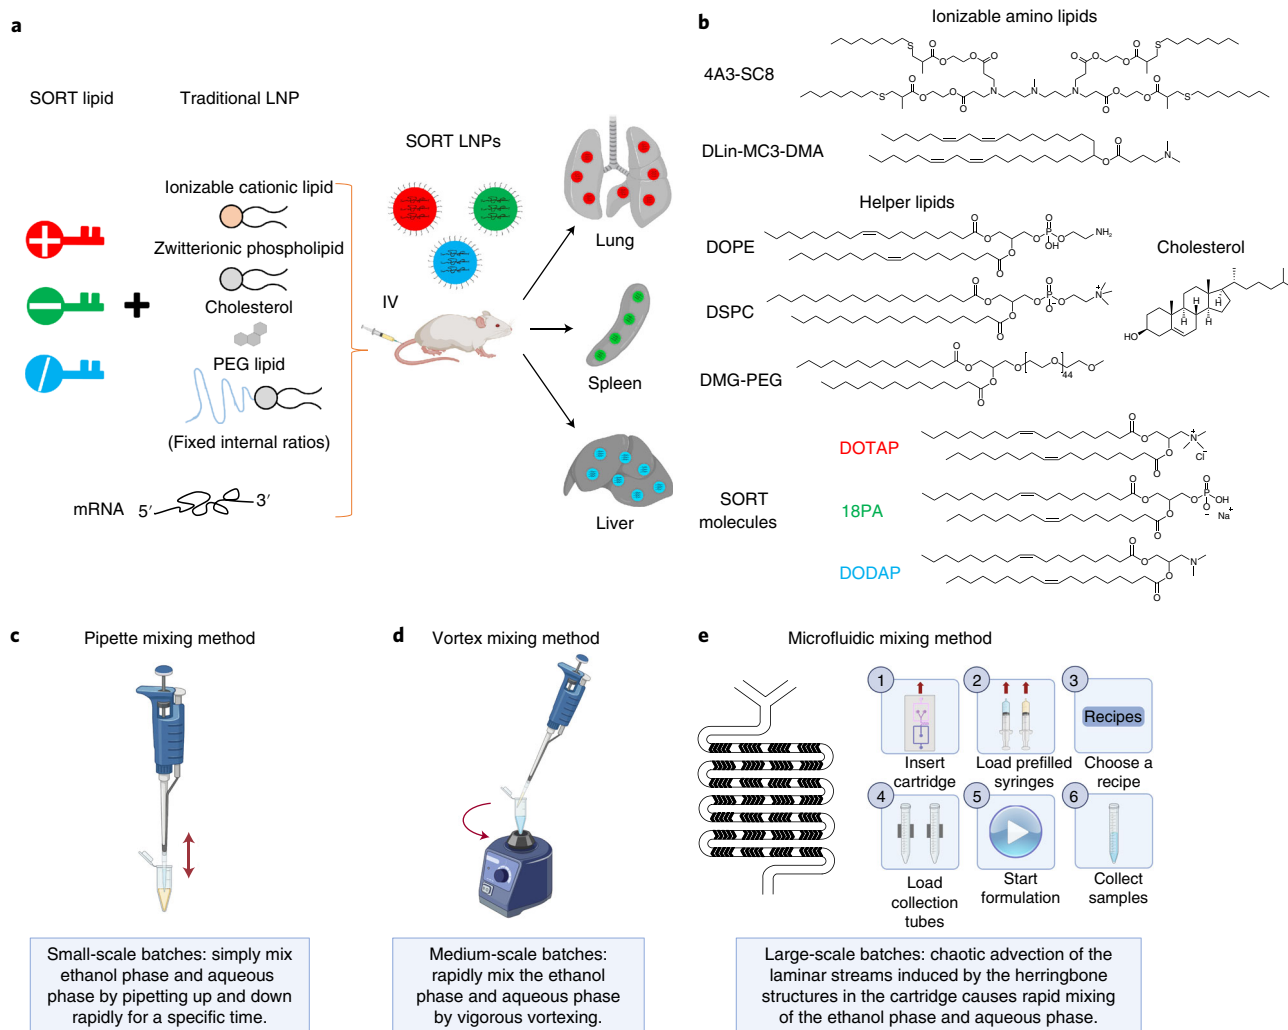 a
SORT lipid
Traditional LNP
Ionizable cationic lipid
Zwitterionic phospholipid
Cholesterol
PEG lipid
(Fixed internal ratios)
mRNA 5′ 3′
SORT LNPs
IV
Lung
Spleen
Liver
b
Ionizable amino lipids
4A3-SC8
DLin-MC3-DMA
Helper lipids
DOPE
DSPC
DMG-PEG
Cholesterol
SORT
molecules
DOTAP
18PA
DODAP
c
Pipette mixing method
Small-scale batches: simply mix
ethanol phase and aqueous
phase by pipetting up and down
rapidly for a specific time.
d
Vortex mixing method
Medium-scale batches:
rapidly mix the ethanol
phase and aqueous phase
by vigorous vortexing.
e
Microfluidic mixing method
1
Insert
cartridge
2
Load prefilled
syringes
3
Recipes
Choose a
recipe
4
Load
collection
tubes
5
Start
formulation
6
Collect
samples
Large-scale batches: chaotic advection of the
laminar streams induced by the herringbone
structures in the cartridge causes rapid mixing
of the ethanol phase and aqueous phase.